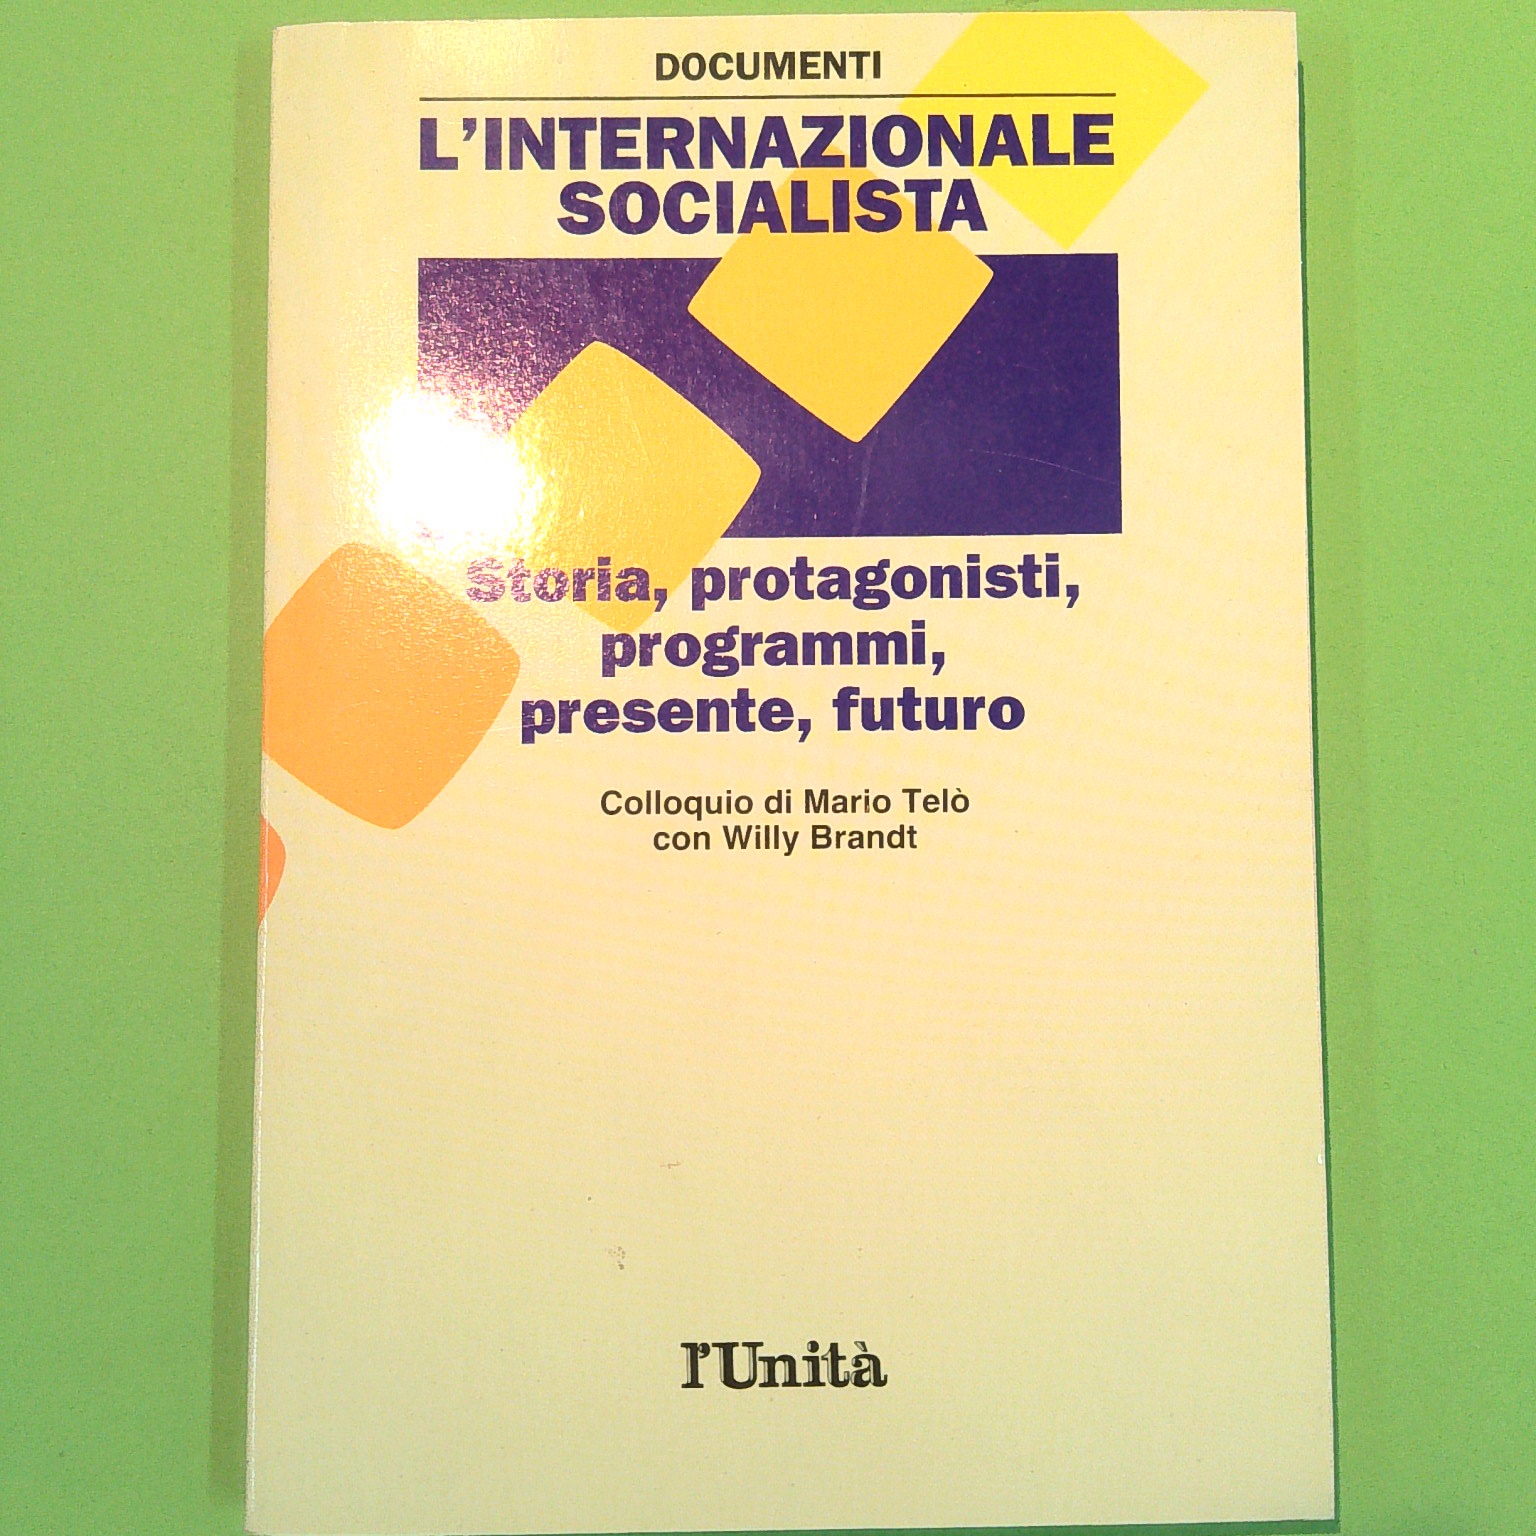 DOCUMENTI
L'INTERNAZIONALE
SOCIALISTA
Storia, protagonisti,
programmi,
presente, futuro
Colloquio di Mario Telò
con Willy Brandt
l'Unità